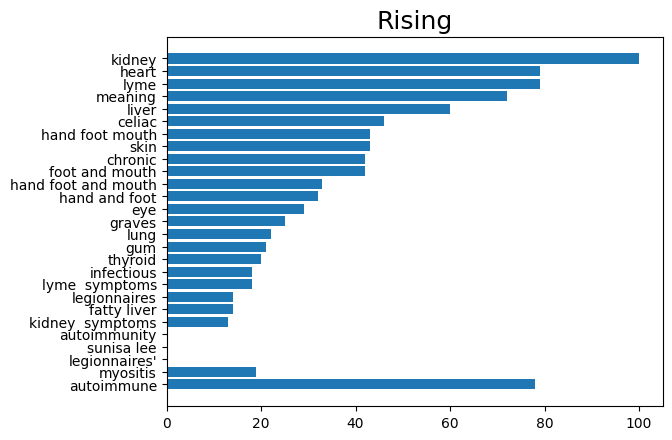 Rising
kidney
heart
lyme
meaning
liver
celiac
hand foot mouth
skin
chronic
foot and mouth
hand foot and mouth
hand and foot
eye
graves
lung
gum
thyroid
infectious
lyme  symptoms
legionnaires
fatty liver
kidney  symptoms
autoimmunity
sunisa lee
legionnaires'
myositis
autoimmune
0 20 40 60 80 100